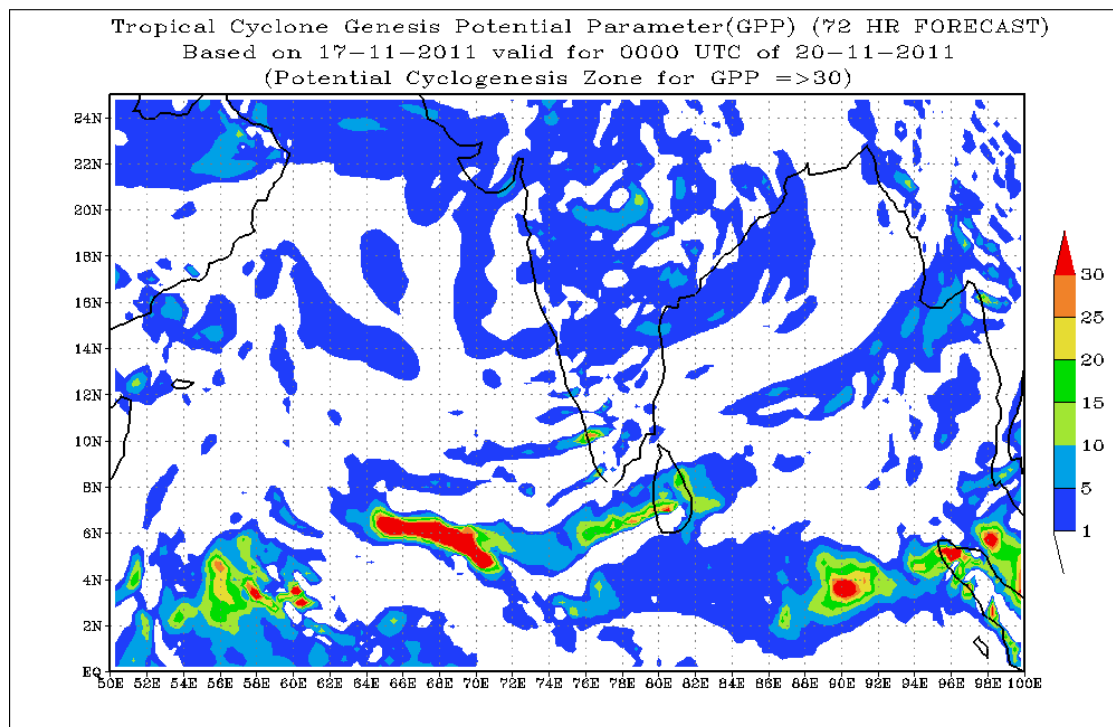 Tropical Cyclone Genesis Potential Parameter(GPP) (72 HR FORECAST)
Based on 17-11-2011 valid for 0000 UTC of 20-11-2011
(Potential Cyclogenesis Zone for GPP =>30)
24N
22N
20N
18N
16N
14N
12N
10N
8N
6N
4N
2N
EQ
50E 52E 54E 56E 58E 60E 62E 64E 66E 68E 70E 72E 74E 76E 78E 80E 82E 84E 86E 88E 90E 92E 94E 96E 98E 100E
30
25
20
15
10
5
1